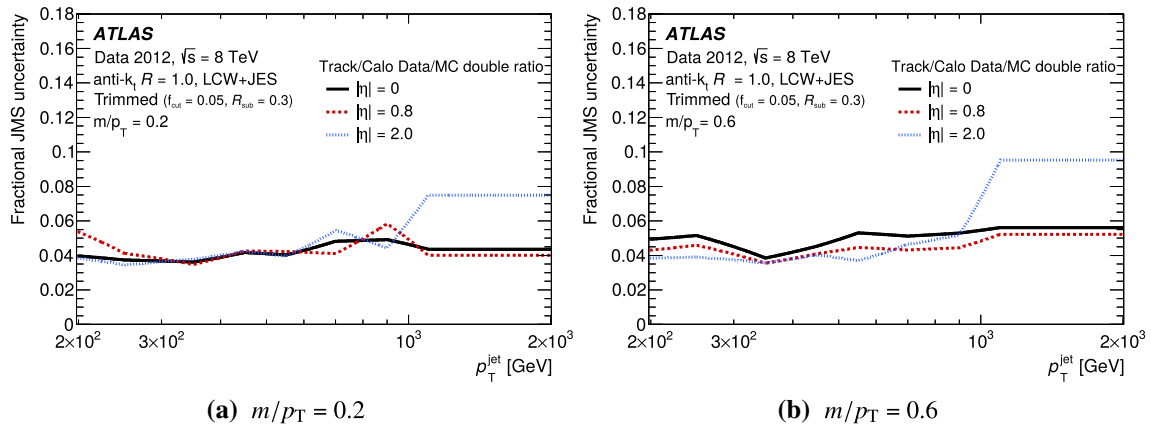 Fractional JMS uncertainty
0.18
0.16
0.14
0.12
0.1
0.08
0.06
0.04
0.02
0
ATLAS
Data 2012, √s = 8 TeV
anti-kt R = 1.0, LCW+JES
Trimmed (fcut = 0.05, Rsub = 0.3)
m/pT = 0.2
Track/Calo Data/MC double ratio
|η| = 0
|η| = 0.8
|η| = 2.0
2×10² 3×10² 10³ 2×10³
pTjet [GeV]
(a) m/pT = 0.2
Fractional JMS uncertainty
0.18
0.16
0.14
0.12
0.1
0.08
0.06
0.04
0.02
0
ATLAS
Data 2012, √s = 8 TeV
anti-kt R = 1.0, LCW+JES
Trimmed (fcut = 0.05, Rsub = 0.3)
m/pT = 0.6
Track/Calo Data/MC double ratio
|η| = 0
|η| = 0.8
|η| = 2.0
2×10² 3×10² 10³ 2×10³
pTjet [GeV]
(b) m/pT = 0.6